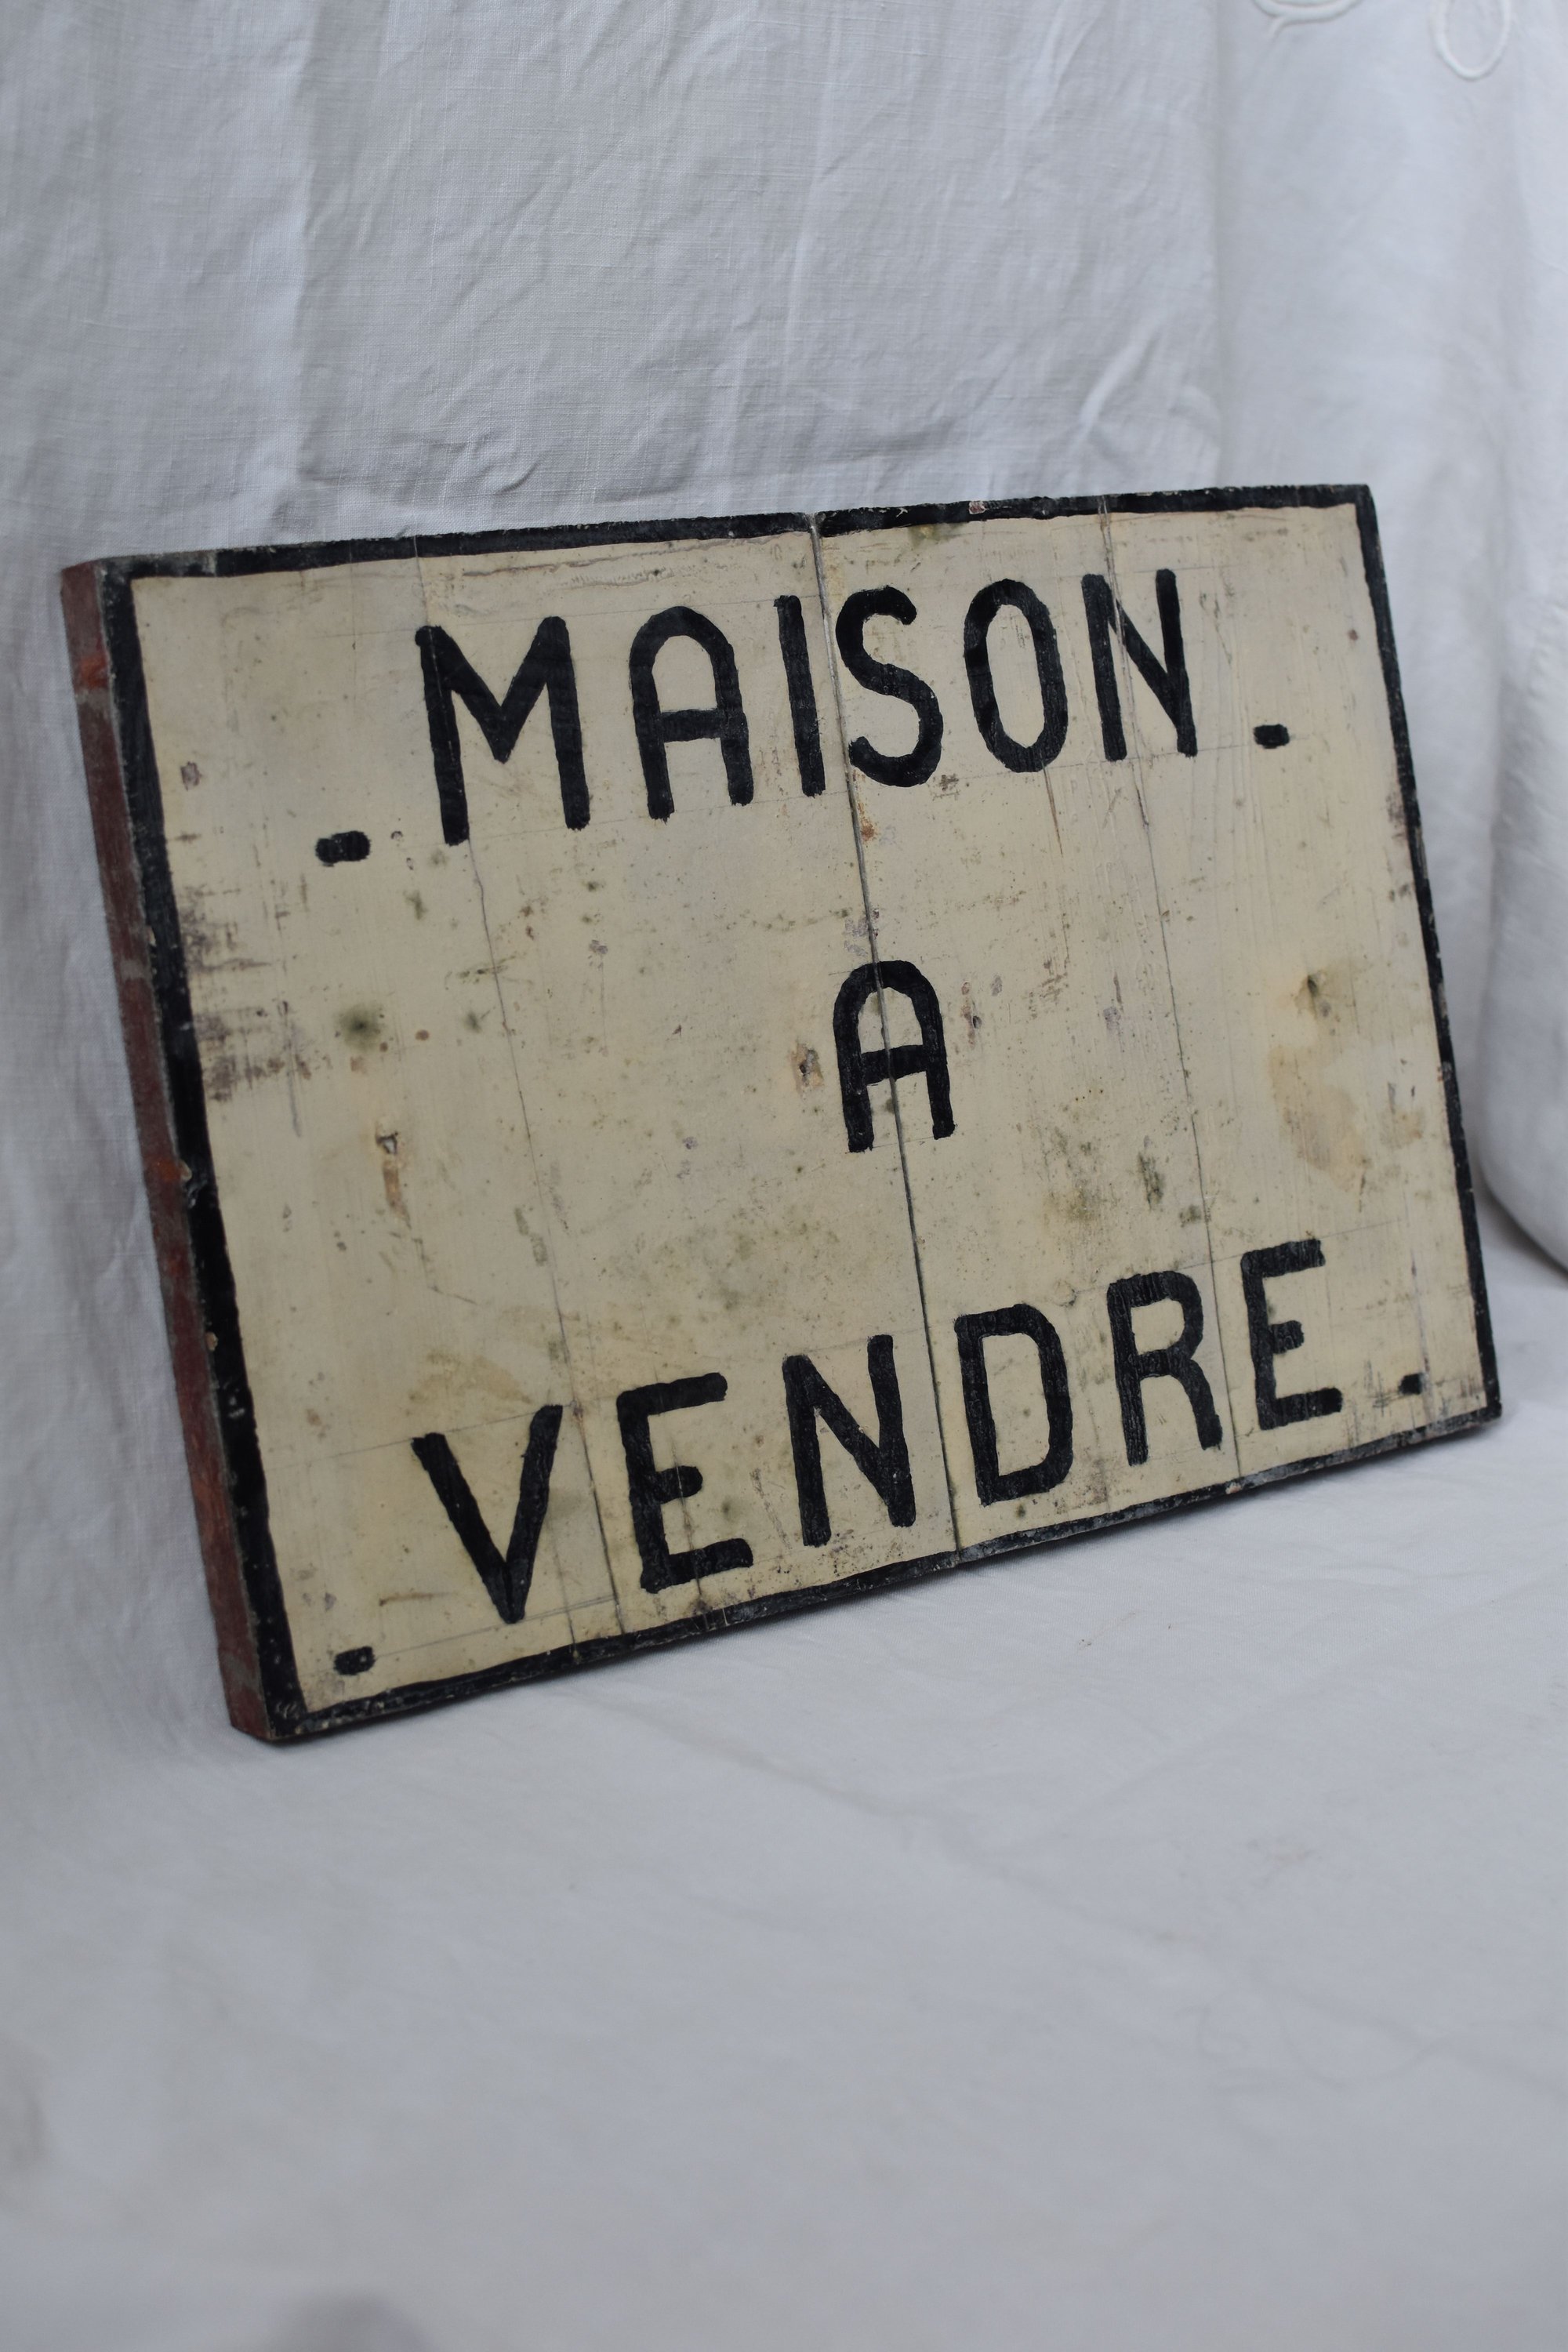 - MAISON -
A
- VENDRE -